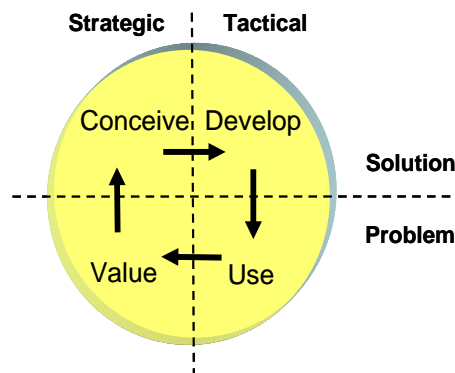 Strategic Tactical
Conceive Develop
Solution
Problem
Value Use